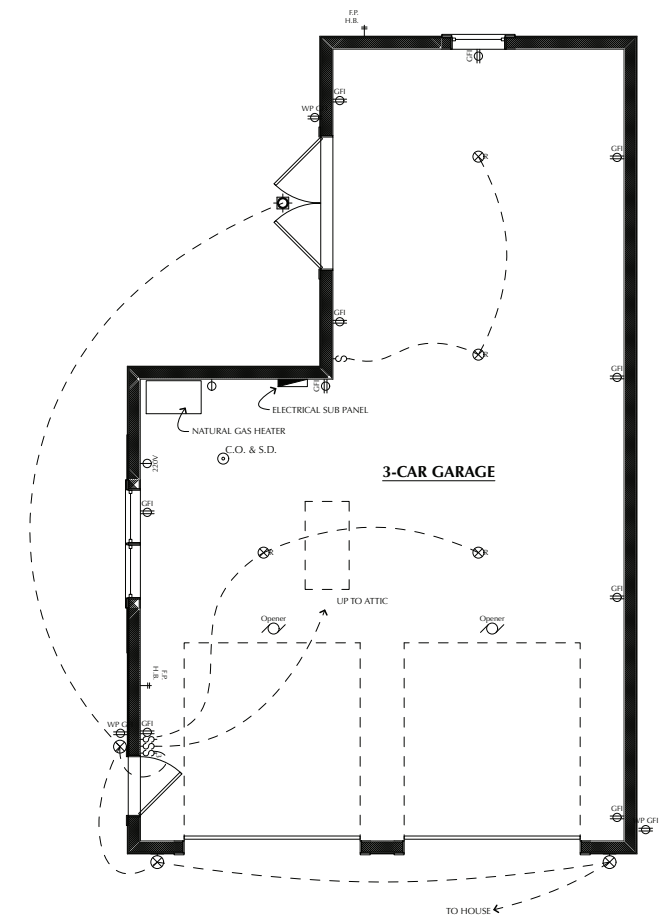 F.P.
H.B.
GFI
GFI
WP G
GFI
R
GFI
S
R
GFI
GFI
ELECTRICAL SUB PANEL
NATURAL GAS HEATER
C.O. & S.D.
220V
3-CAR GARAGE
GFI
R
R
GFI
UP TO ATTIC
Opener
Opener
F.P.
H.B.
WP G
GFI
S
S
S
GFI
WP GFI
TO HOUSE